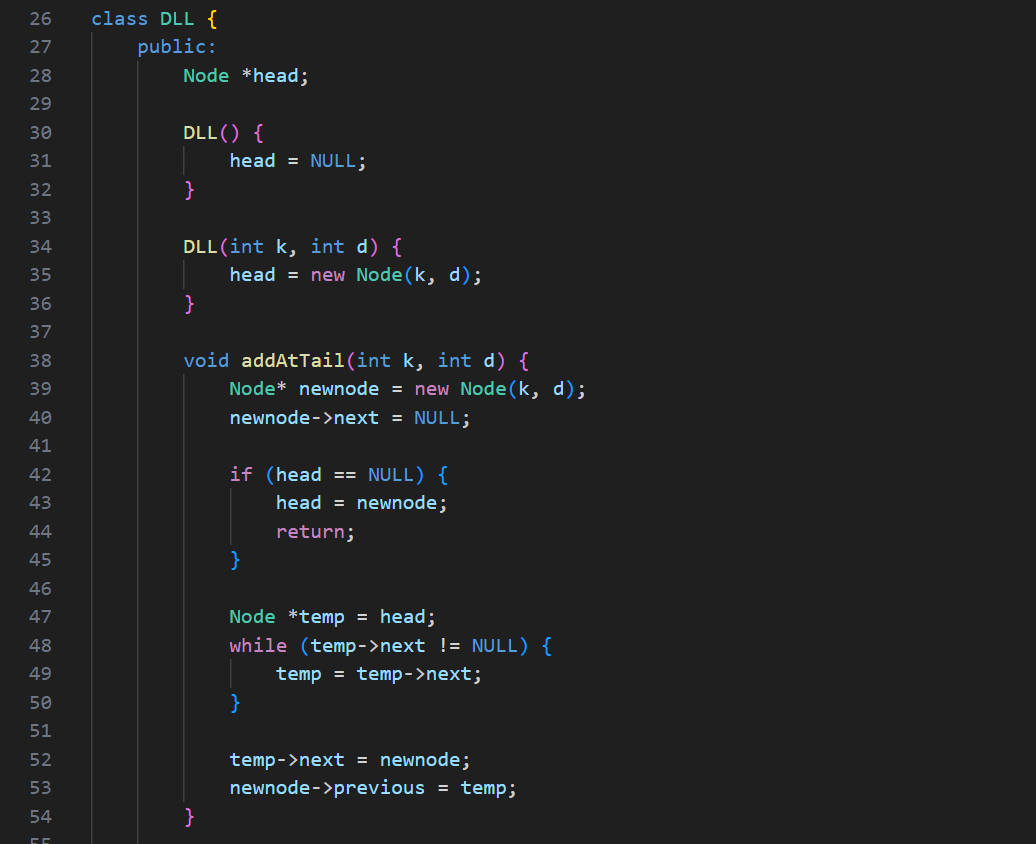 26 class DLL {
27     public:
28         Node *head;
29
30         DLL() {
31             head = NULL;
32         }
33
34         DLL(int k, int d) {
35             head = new Node(k, d);
36         }
37
38         void addAtTail(int k, int d) {
39             Node* newnode = new Node(k, d);
40             newnode->next = NULL;
41
42             if (head == NULL) {
43                 head = newnode;
44                 return;
45             }
46
47             Node *temp = head;
48             while (temp->next != NULL) {
49                 temp = temp->next;
50             }
51
52             temp->next = newnode;
53             newnode->previous = temp;
54         }
55